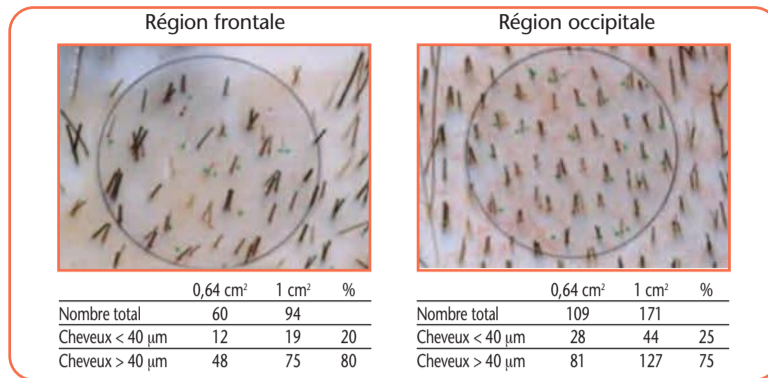 Région frontale
0,64 cm² 1 cm² %
Nombre total 60 94
Cheveux < 40 µm 12 19 20
Cheveux > 40 µm 48 75 80
Région occipitale
0,64 cm² 1 cm² %
Nombre total 109 171
Cheveux < 40 µm 28 44 25
Cheveux > 40 µm 81 127 75